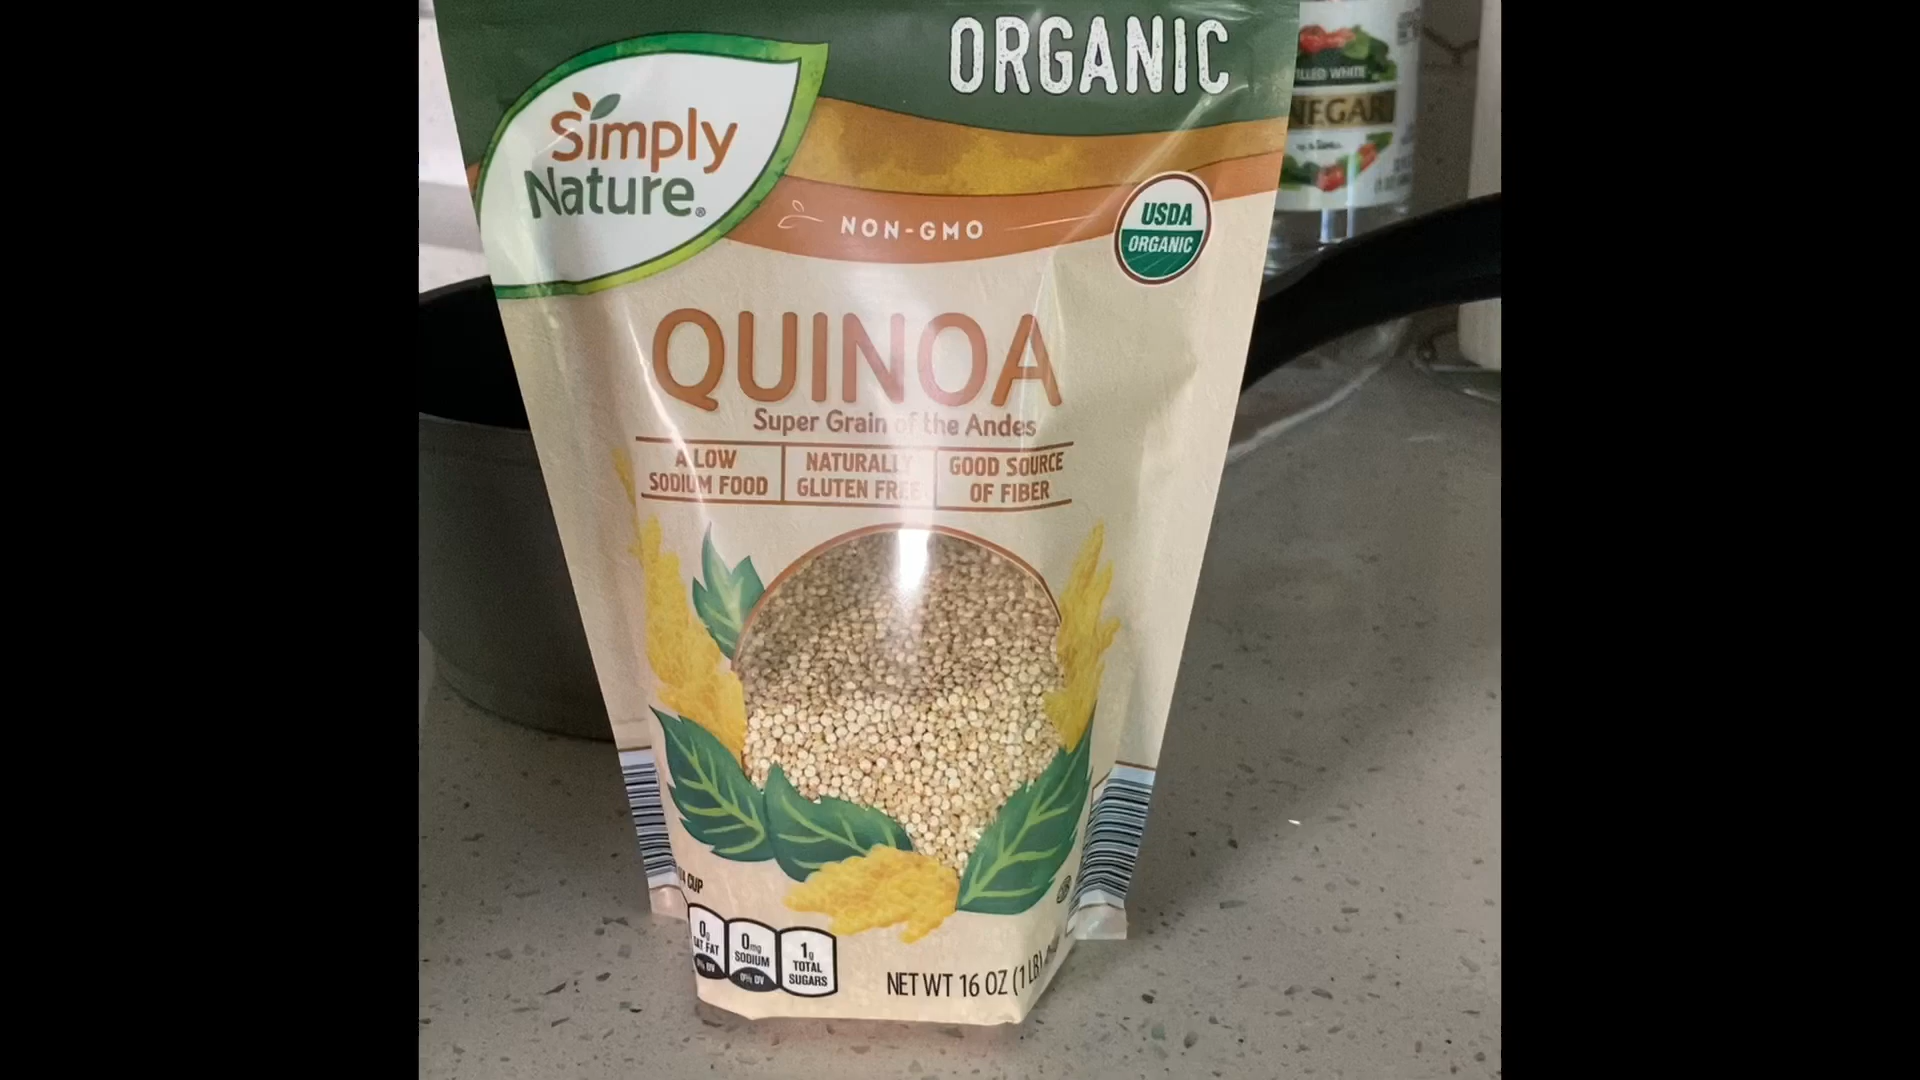 ORGANIC
Simply
Nature®
NON-GMO
USDA
ORGANIC
QUINOA
Super Grain of the Andes
A LOW
SODIUM FOOD
NATURALLY
GLUTEN FREE
GOOD SOURCE
OF FIBER
CUP
0g
FAT
0% DV
0mg
SODIUM
0% DV
1g
TOTAL
SUGARS
NET WT 16 OZ (1 LB)
WHITE